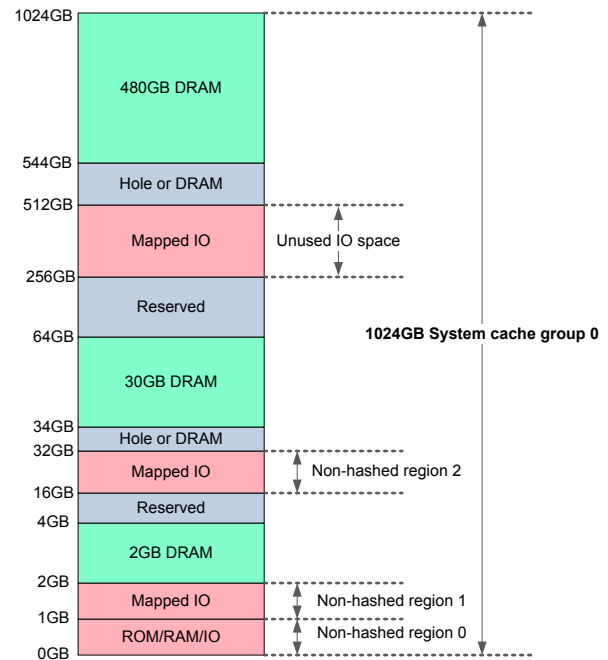 1024GB
480GB DRAM
544GB
Hole or DRAM
512GB
Mapped IO
Unused IO space
256GB
Reserved
1024GB System cache group 0
64GB
30GB DRAM
34GB
Hole or DRAM
32GB
Mapped IO
Non-hashed region 2
16GB
Reserved
4GB
2GB DRAM
2GB
Mapped IO
Non-hashed region 1
1GB
ROM/RAM/IO
Non-hashed region 0
0GB